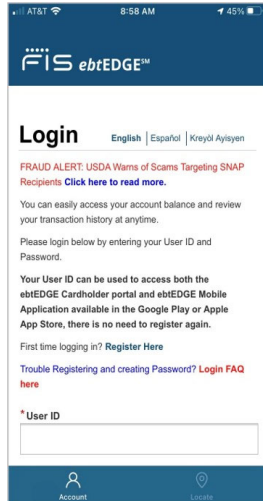 AT&T 8:58 AM 45%
FIS ebtEDGE℠
Login English | Español | Kreyòl Ayisyen
FRAUD ALERT: USDA Warns of Scams Targeting SNAP
Recipients Click here to read more.
You can easily access your account balance and review
your transaction history at anytime.
Please login below by entering your User ID and
Password.
Your User ID can be used to access both the
ebtEDGE Cardholder portal and ebtEDGE Mobile
Application available in the Google Play or Apple
App Store, there is no need to register again.
First time logging in? Register Here
Trouble Registering and creating Password? Login FAQ
here
*User ID
Account Locate